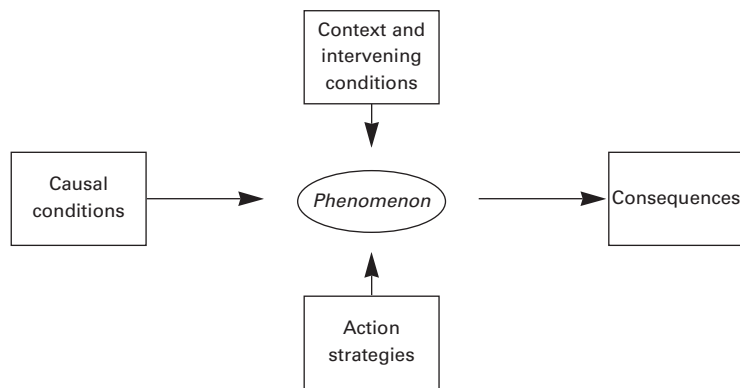 Context and
intervening
conditions
Causal
conditions
Phenomenon
Consequences
Action
strategies